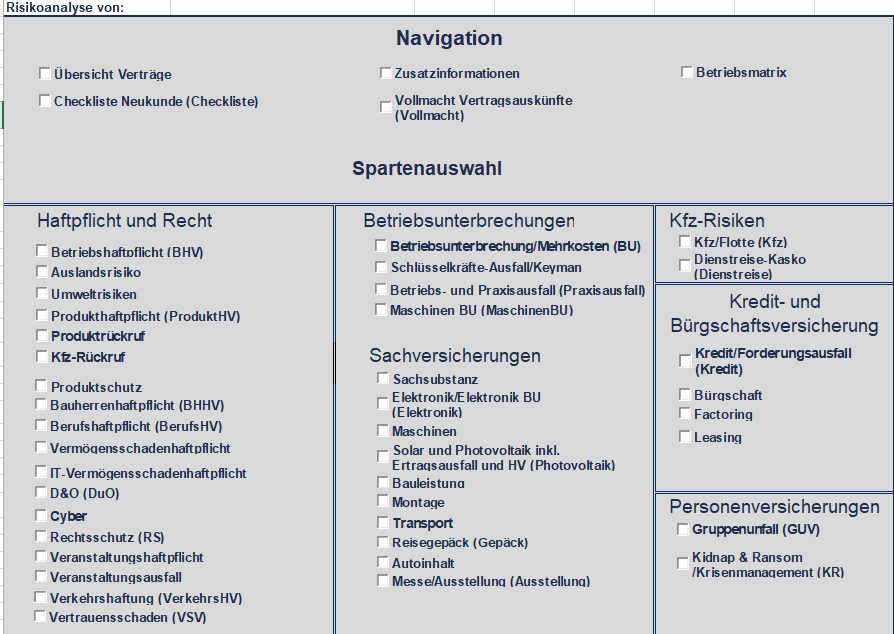 Risikoanalyse von:
Navigation
Übersicht Verträge
Zusatzinformationen
Betriebsmatrix
Checkliste Neukunde (Checkliste)
Vollmacht Vertragsauskünfte
(Vollmacht)
Spartenauswahl
Haftpflicht und Recht
Betriebshaftpflicht (BHV)
Auslandsrisiko
Umweltrisiken
Produkthaftpflicht (ProduktHV)
Produktrückruf
Kfz-Rückruf
Produktschutz
Bauherrenhaftpflicht (BHHV)
Berufshaftpflicht (BerufsHV)
Vermögensschadenhaftpflicht
IT-Vermögensschadenhaftpflicht
D&O (DuO)
Cyber
Rechtsschutz (RS)
Veranstaltungshaftpflicht
Veranstaltungsausfall
Verkehrshaftung (VerkehrsHV)
Vertrauensschaden (VSV)
Betriebsunterbrechungen
Betriebsunterbrechung/Mehrkosten (BU)
Schlüsselkräfte-Ausfall/Keyman
Betriebs- und Praxisausfall (Praxisausfall)
Maschinen BU (MaschinenBU)
Sachversicherungen
Sachsubstanz
Elektronik/Elektronik BU
(Elektronik)
Maschinen
Solar und Photovoltaik inkl.
Ertragsausfall und HV (Photovoltaik)
Bauleistung
Montage
Transport
Reisegepäck (Gepäck)
Autoinhalt
Messe/Ausstellung (Ausstellung)
Kfz-Risiken
Kfz/Flotte (Kfz)
Dienstreise-Kasko
(Dienstreise)
Kredit- und
Bürgschaftsversicherung
Kredit/Forderungsausfall
(Kredit)
Bürgschaft
Factoring
Leasing
Personenversicherungen
Gruppenunfall (GUV)
Kidnap & Ransom
/Krisenmanagement (KR)